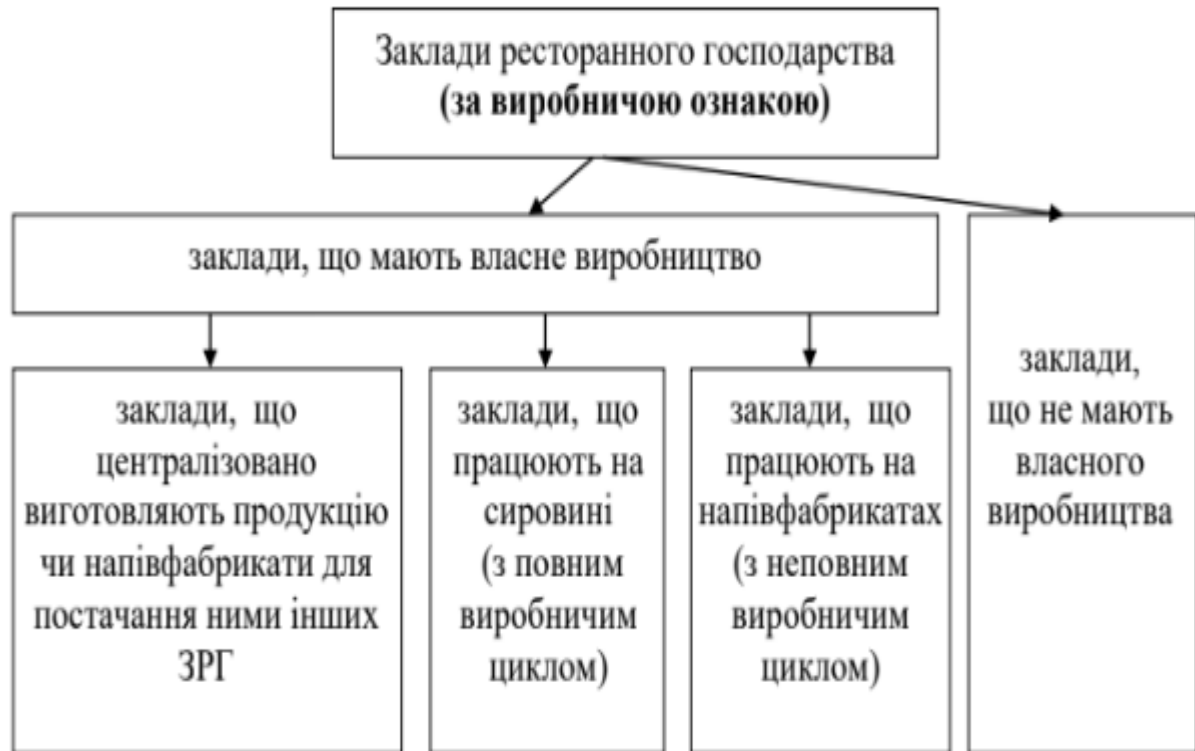 Заклади ресторанного господарства
(за виробничою ознакою)
заклади, що мають власне виробництво
заклади, що
централізовано
виготовляють продукцію
чи напівфабрикати для
постачання ними інших
ЗРГ
заклади, що
працюють на
сировині
(з повним
виробничим
циклом)
заклади, що
працюють на
напівфабрикатах
(з неповним
виробничим
циклом)
заклади,
що не мають
власного
виробництва